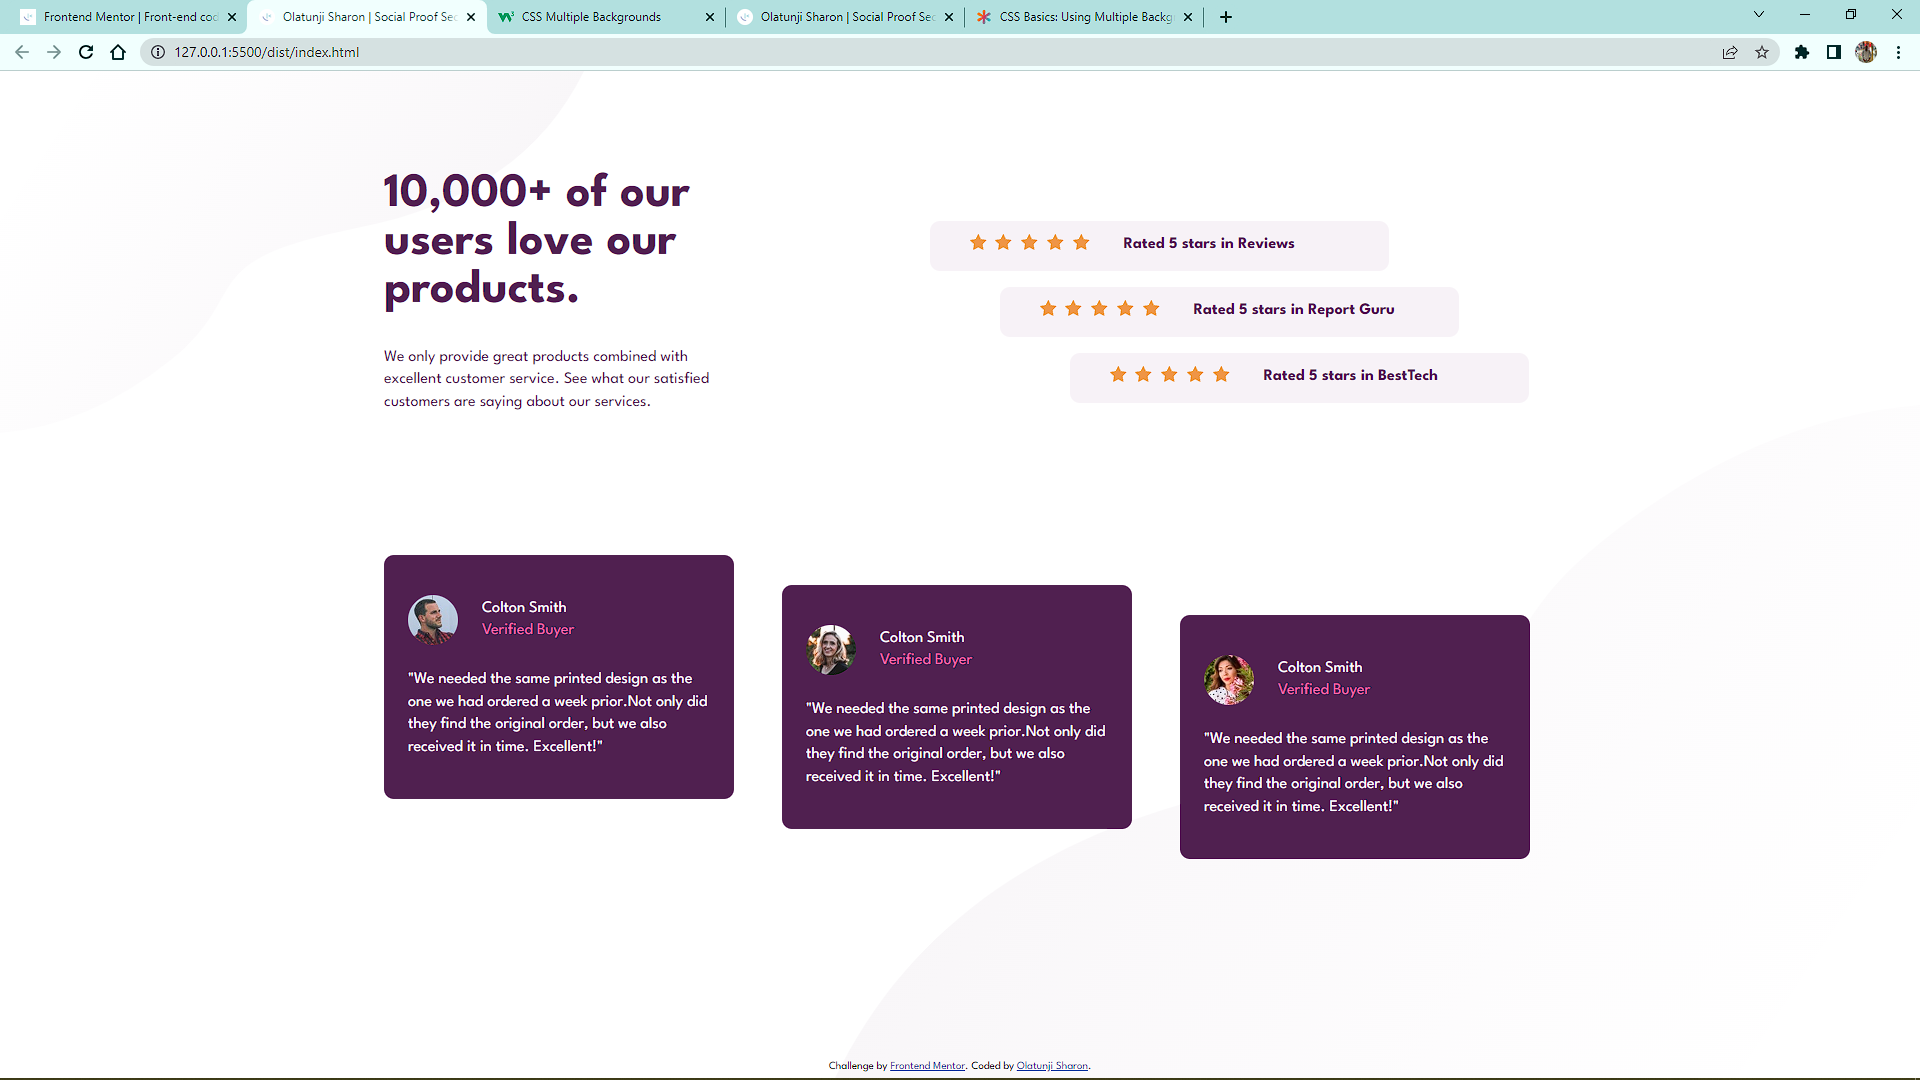 Frontend Mentor | Front-end coc
Olatunji Sharon | Social Proof Sec
CSS Multiple Backgrounds
Olatunji Sharon | Social Proof Sec
CSS Basics: Using Multiple Backg
127.0.0.1:5500/dist/index.html
10,000+ of our
users love our
products.
We only provide great products combined with
excellent customer service. See what our satisfied
customers are saying about our services.
Rated 5 stars in Reviews
Rated 5 stars in Report Guru
Rated 5 stars in BestTech
Colton Smith
Verified Buyer
"We needed the same printed design as the
one we had ordered a week prior.Not only did
they find the original order, but we also
received it in time. Excellent!"
Colton Smith
Verified Buyer
"We needed the same printed design as the
one we had ordered a week prior.Not only did
they find the original order, but we also
received it in time. Excellent!"
Colton Smith
Verified Buyer
"We needed the same printed design as the
one we had ordered a week prior.Not only did
they find the original order, but we also
received it in time. Excellent!"
Challenge by Frontend Mentor. Coded by Olatunji Sharon.